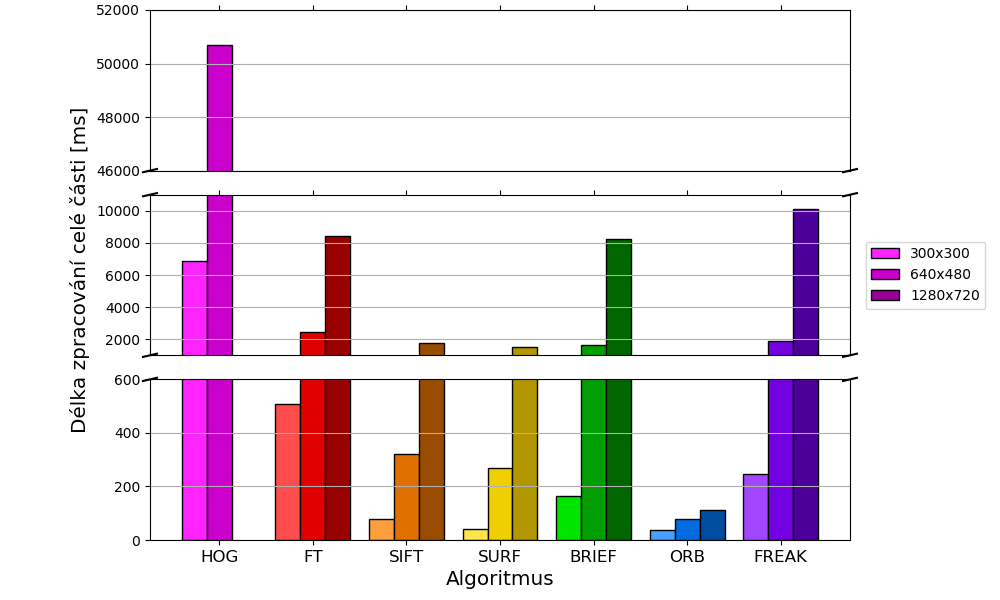 52000
50000
48000
46000
10000
8000
6000
4000
2000
600
400
200
0
Délka zpracování celé části [ms]
HOG FT SIFT SURF BRIEF ORB FREAK
Algoritmus
300x300
640x480
1280x720